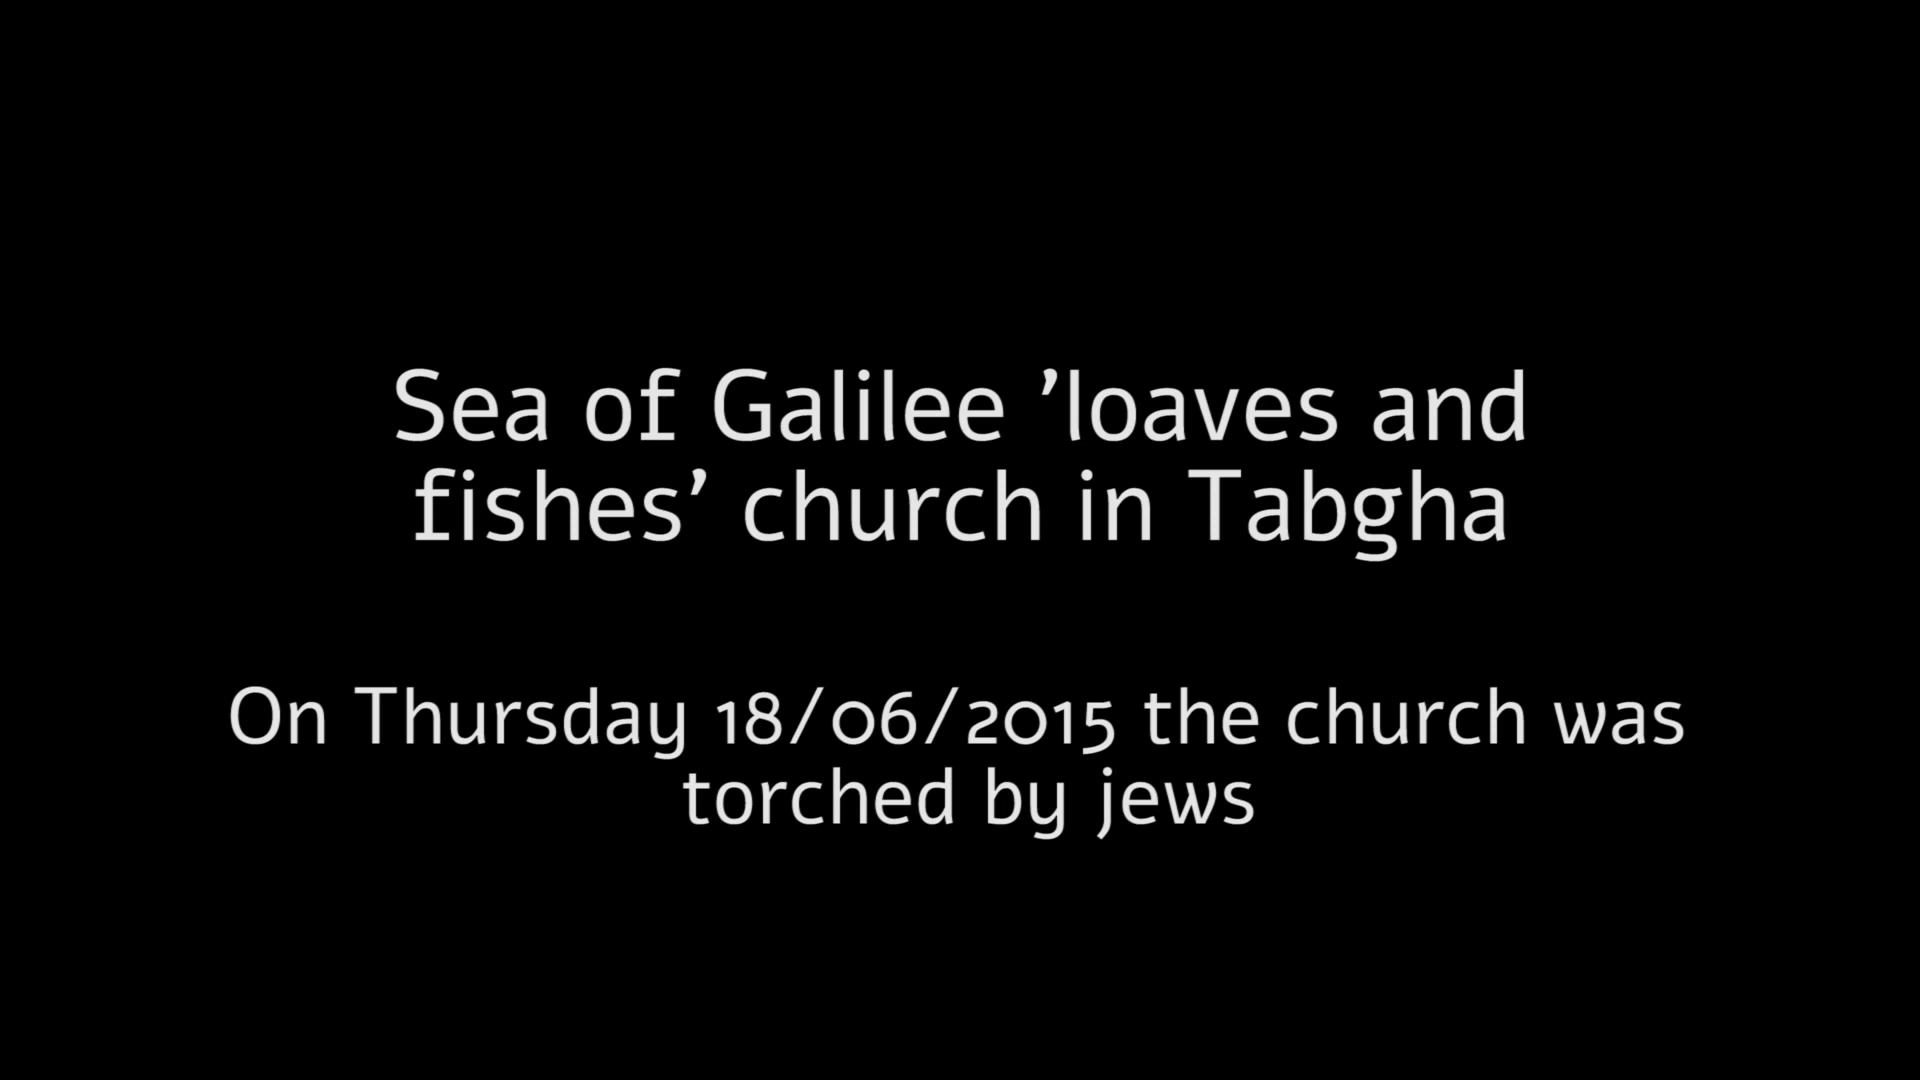 Sea of Galilee 'loaves and
fishes' church in Tabgha
On Thursday 18/06/2015 the church was
torched by jews